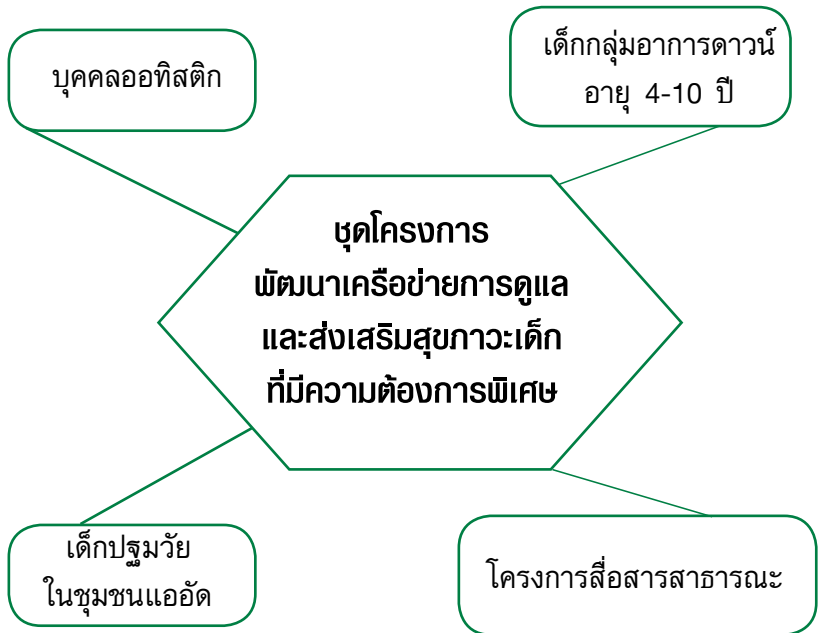 บุคคลออทิสติก
เด็กกลุ่มอาการดาวน์
อายุ 4-10 ปี
ชุดโครงการ
พัฒนาเครือข่ายการดูแล
และส่งเสริมสุขภาวะเด็ก
ที่มีความต้องการพิเศษ
เด็กปฐมวัย
ในชุมชนแออัด
โครงการสื่อสารสาธารณะ